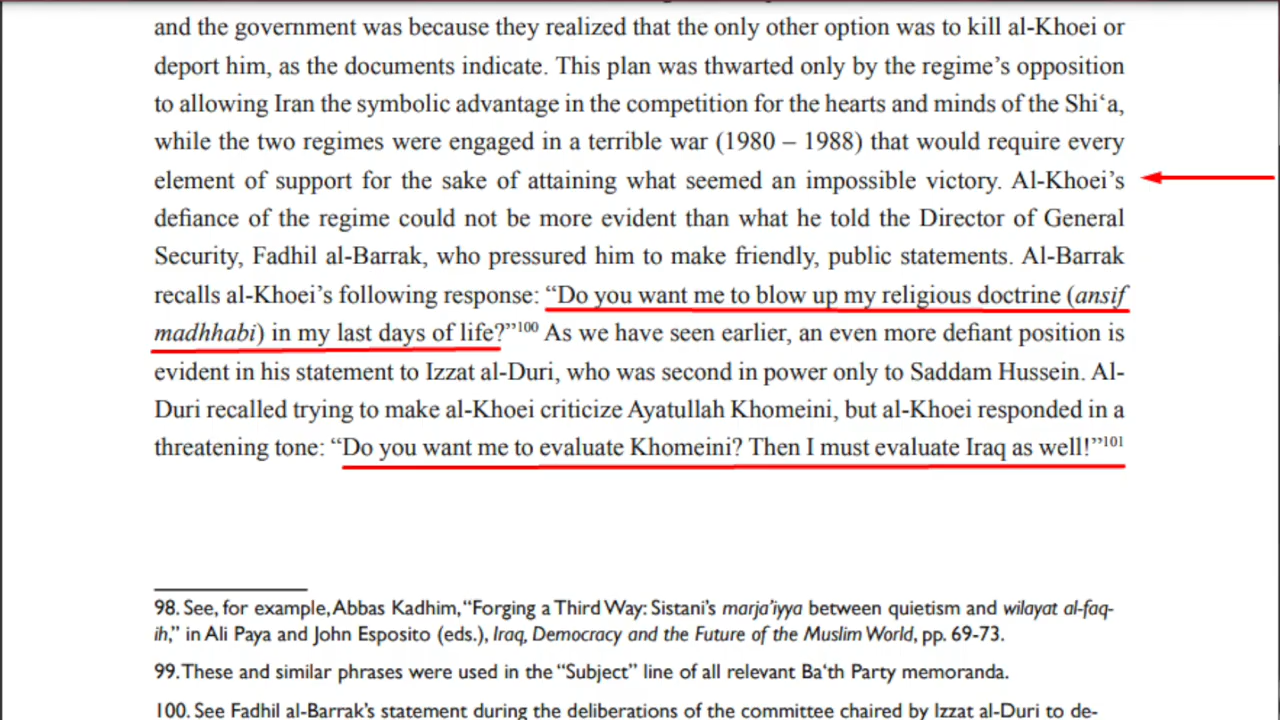 and the government was because they realized that the only other option was to kill al-Khoei or
deport him, as the documents indicate. This plan was thwarted only by the regime’s opposition
to allowing Iran the symbolic advantage in the competition for the hearts and minds of the Shi‘a,
while the two regimes were engaged in a terrible war (1980 – 1988) that would require every
element of support for the sake of attaining what seemed an impossible victory. Al-Khoei’s
defiance of the regime could not be more evident than what he told the Director of General
Security, Fadhil al-Barrak, who pressured him to make friendly, public statements. Al-Barrak
recalls al-Khoei’s following response: “Do you want me to blow up my religious doctrine (ansif
madhhabi) in my last days of life?”100 As we have seen earlier, an even more defiant position is
evident in his statement to Izzat al-Duri, who was second in power only to Saddam Hussein. Al-
Duri recalled trying to make al-Khoei criticize Ayatullah Khomeini, but al-Khoei responded in a
threatening tone: “Do you want me to evaluate Khomeini? Then I must evaluate Iraq as well!”101
98. See, for example, Abbas Kadhim, “Forging a Third Way: Sistani’s marja’iyya between quietism and wilayat al-faq-
ih,” in Ali Paya and John Esposito (eds.), Iraq, Democracy and the Future of the Muslim World, pp. 69-73.
99. These and similar phrases were used in the “Subject” line of all relevant Ba‘th Party memoranda.
100. See Fadhil al-Barrak’s statement during the deliberations of the committee chaired by Izzat al-Duri to de-